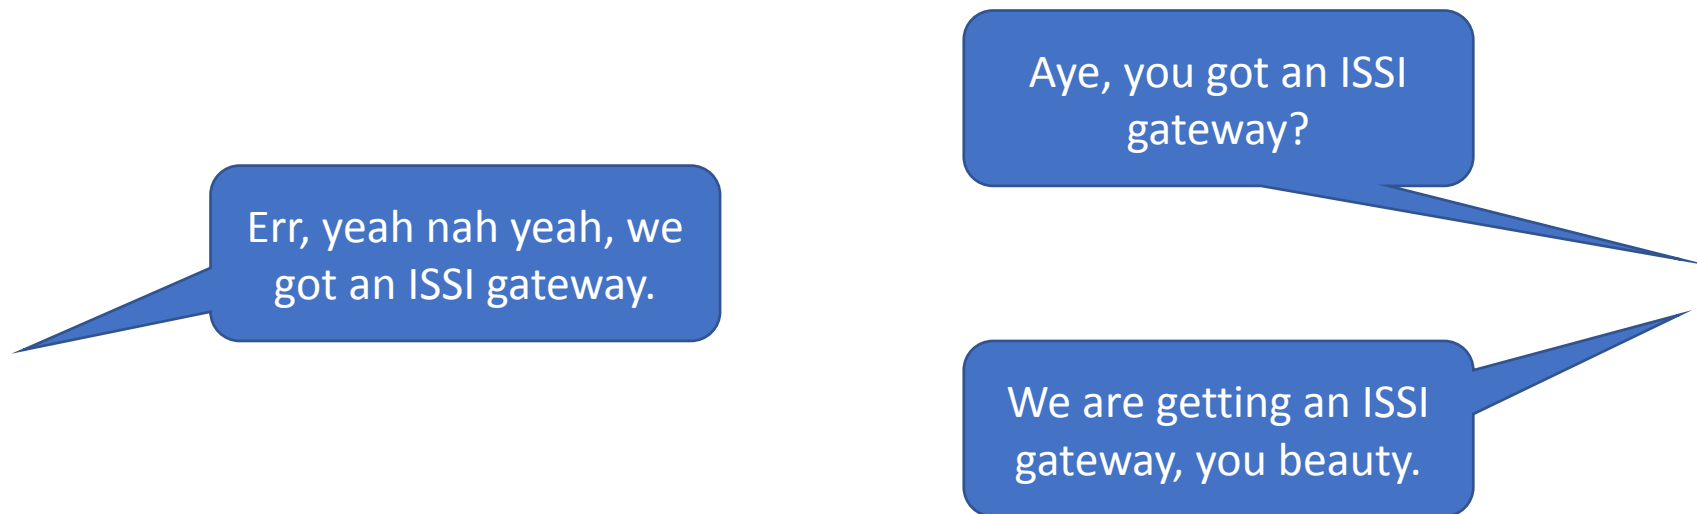 Aye, you got an ISSI
gateway?
Err, yeah nah yeah, we
got an ISSI gateway.
We are getting an ISSI
gateway, you beauty.